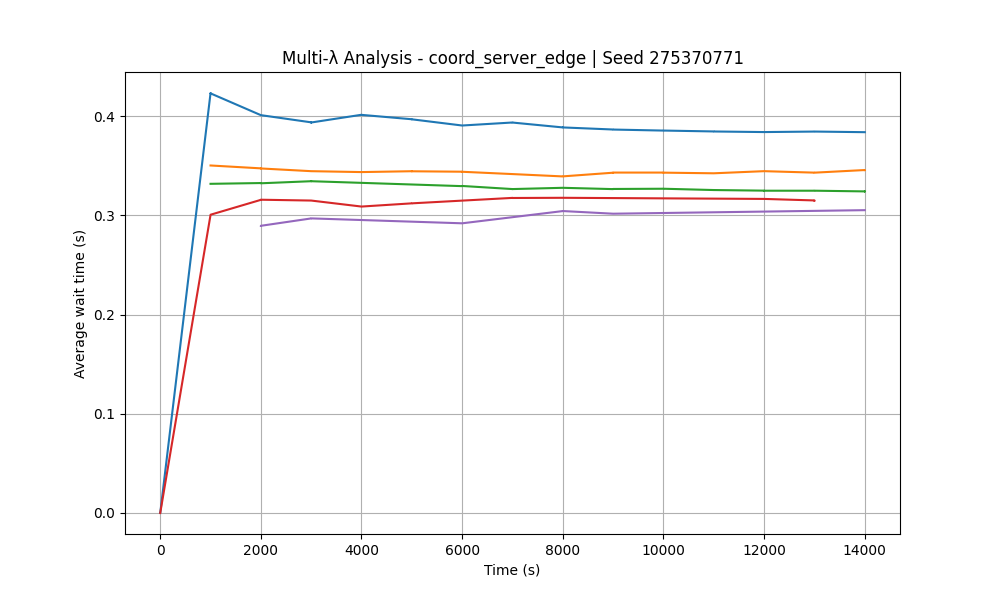 Multi-λ Analysis - coord_server_edge | Seed 275370771
Average wait time (s)
0.4
0.3
0.2
0.1
0.0
0 2000 4000 6000 8000 10000 12000 14000
Time (s)